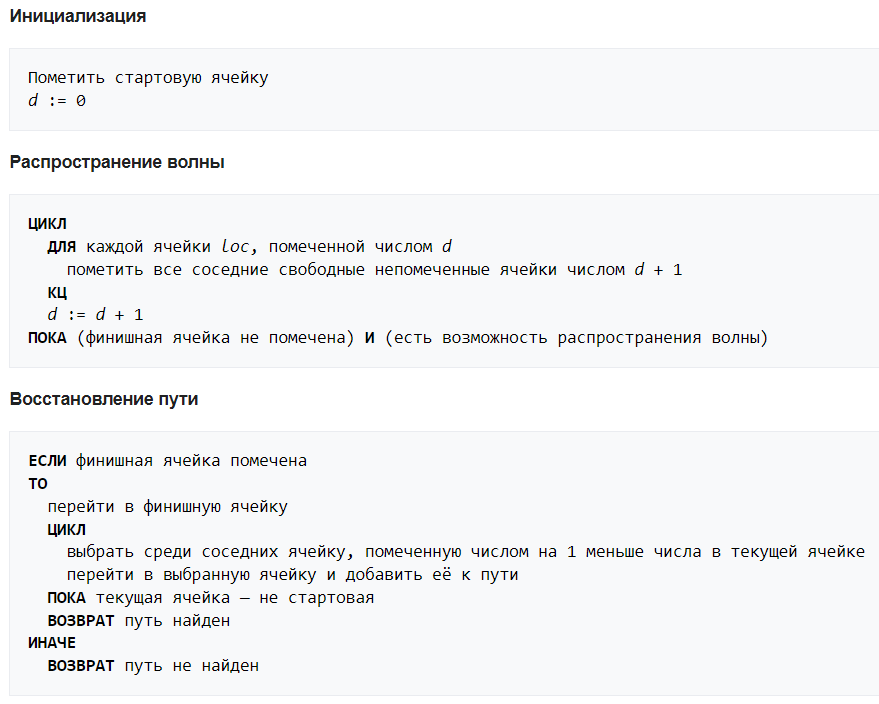 Инициализация
Пометить стартовую ячейку
d := 0
Распространение волны
ЦИКЛ
ДЛЯ каждой ячейки loc, помеченной числом d
пометить все соседние свободные непомеченные ячейки числом d + 1
КЦ
d := d + 1
ПОКА (финишная ячейка не помечена) И (есть возможность распространения волны)
Восстановление пути
ЕСЛИ финишная ячейка помечена
ТО
перейти в финишную ячейку
ЦИКЛ
выбрать среди соседних ячейку, помеченную числом на 1 меньше числа в текущей ячейке
перейти в выбранную ячейку и добавить её к пути
ПОКА текущая ячейка — не стартовая
ВОЗВРАТ путь найден
ИНАЧЕ
ВОЗВРАТ путь не найден